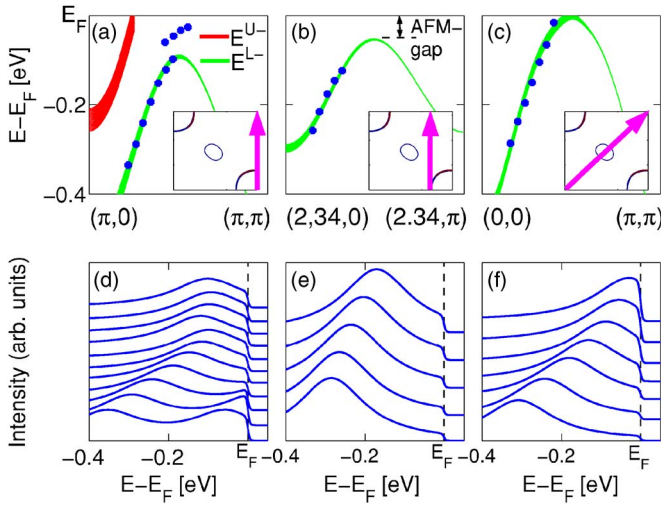 E_F (a) E^U- E^L- (b) AFM- gap (c)
E−E_F [eV]
−0.2
−0.4
(π,0) (π,π) (2,34,0) (2.34,π) (0,0) (π,π)
(d) (e) (f)
Intensity (arb. units)
−0.4 −0.2 E_F −0.4 −0.2 E_F −0.4 −0.2 E_F
E−E_F [eV] E−E_F [eV] E−E_F [eV]